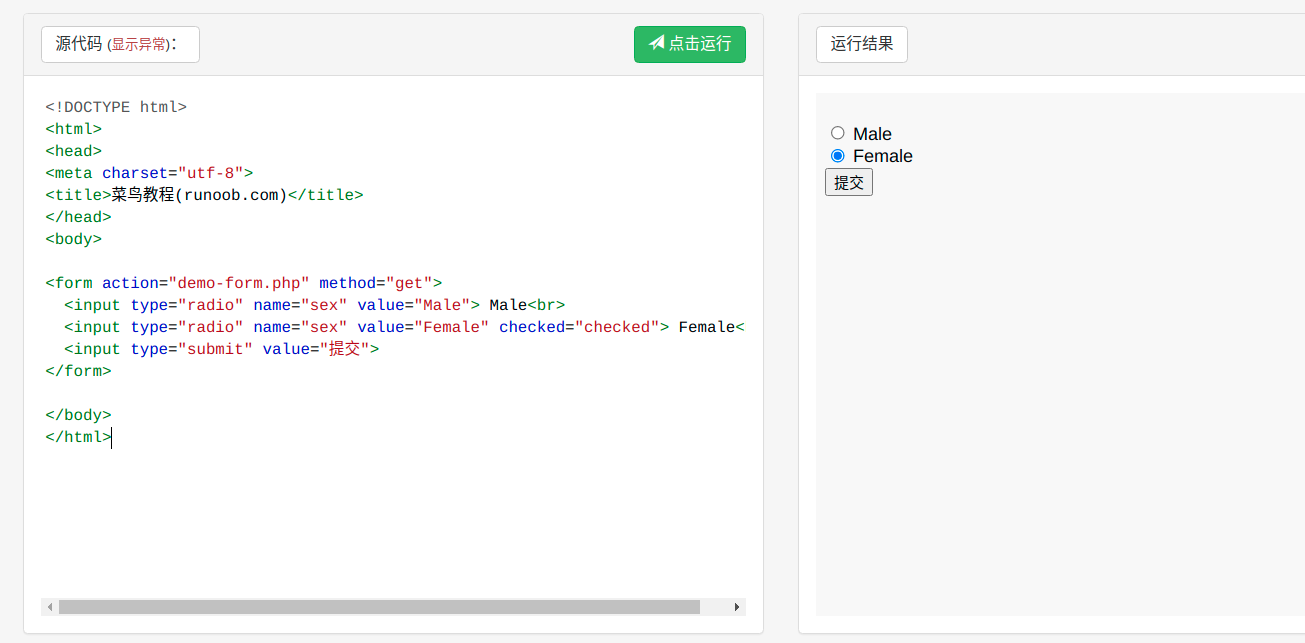 源代码 (显示异常)：
点击运行
<!DOCTYPE html>
<html>
<head>
<meta charset="utf-8">
<title>菜鸟教程(runoob.com)</title>
</head>
<body>
<form action="demo-form.php" method="get">
<input type="radio" name="sex" value="Male"> Male<br>
<input type="radio" name="sex" value="Female" checked="checked"> Female<
<input type="submit" value="提交">
</form>
</body>
</html>
运行结果
Male
Female
提交